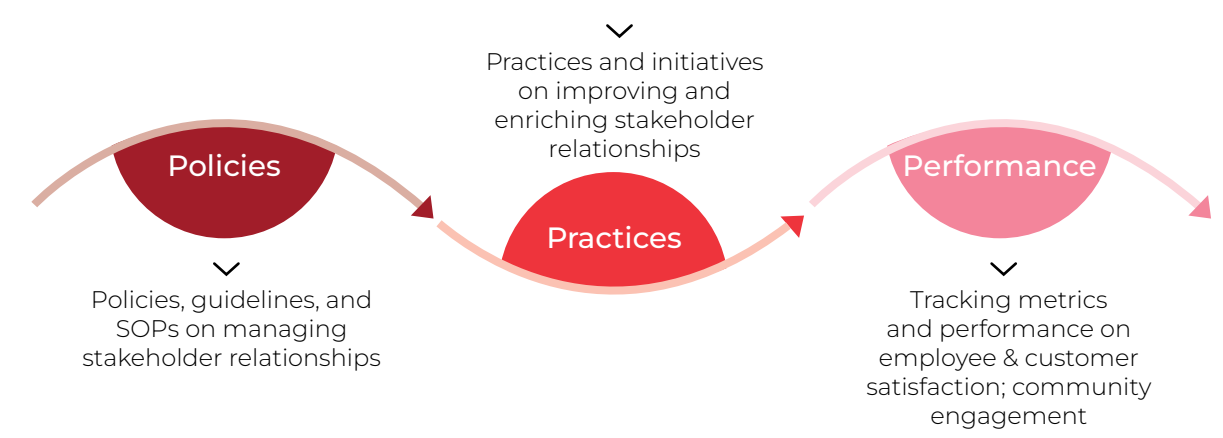 Policies
Policies, guidelines, and
SOPs on managing
stakeholder relationships
Practices and initiatives
on improving and
enriching stakeholder
relationships
Practices
Performance
Tracking metrics
and performance on
employee & customer
satisfaction; community
engagement